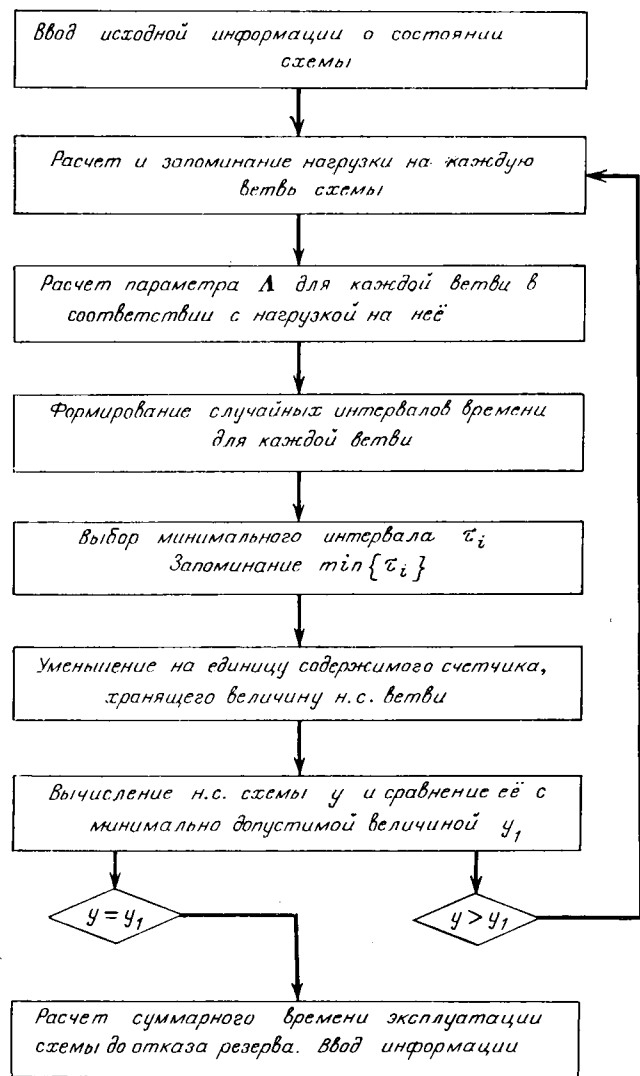 Ввод исходной информации о состоянии
схемы
Расчет и запоминание нагрузки на каждую
ветвь схемы
Расчет параметра Λ для каждой ветви в
соответствии с нагрузкой на неё
Формирование случайных интервалов времени
для каждой ветви
Выбор минимального интервала τi
Запоминание min{τi}
Уменьшение на единицу содержимого счетчика,
хранящего величину н.с. ветви
Вычисление н.с. схемы y и сравнение её с
минимально допустимой величиной y1
y = y1
y > y1
Расчет суммарного времени эксплуатации
схемы до отказа резерва. Ввод информации